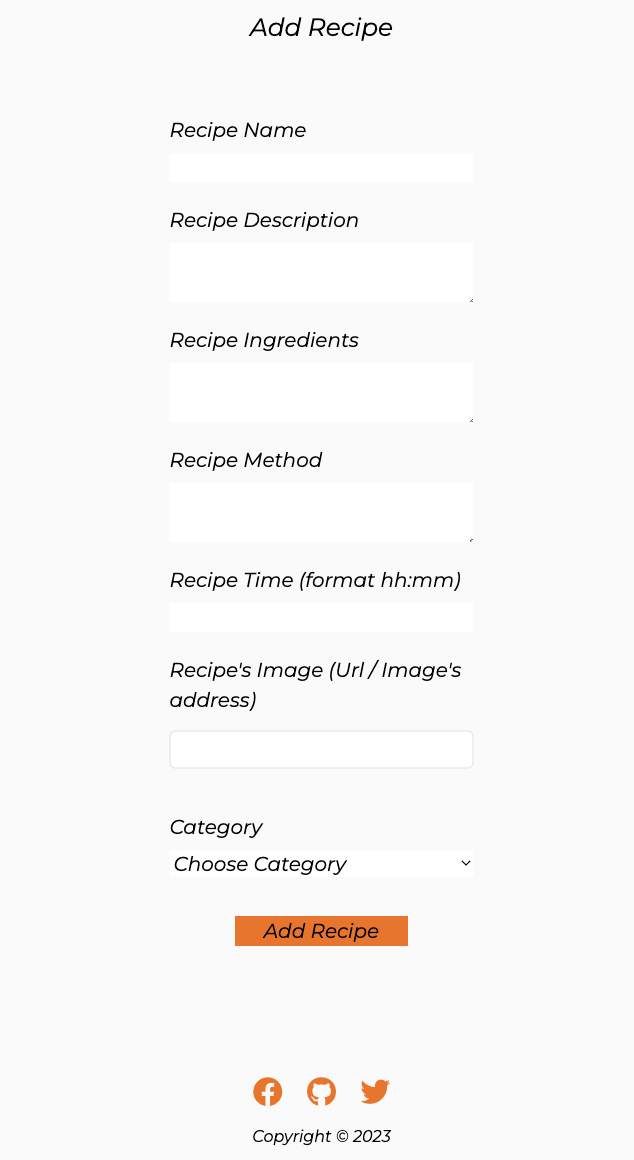 Add Recipe
Recipe Name
Recipe Description
Recipe Ingredients
Recipe Method
Recipe Time (format hh:mm)
Recipe's Image (Url / Image's
address)
Category
Choose Category
Add Recipe
Copyright © 2023